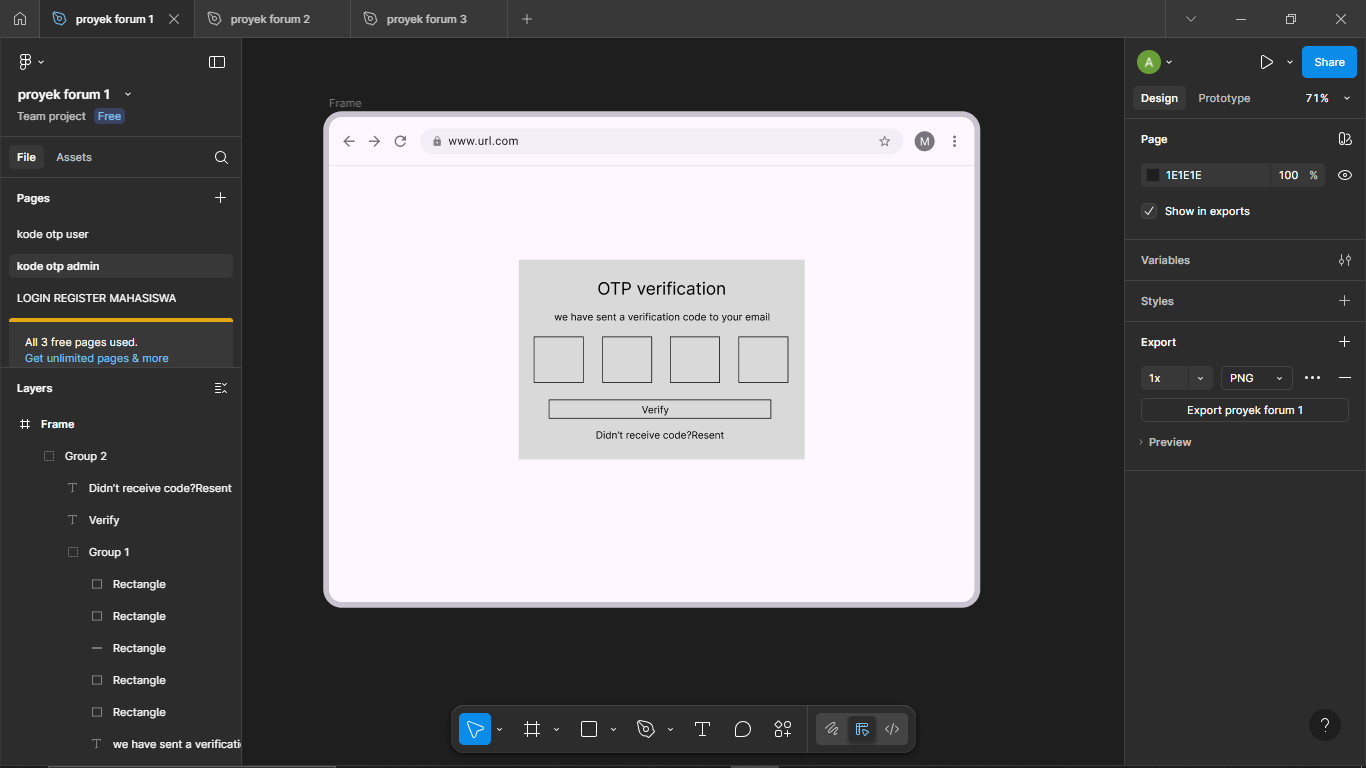 proyek forum 1
proyek forum 2
proyek forum 3
proyek forum 1
Team project Free
File Assets
Pages
kode otp user
kode otp admin
LOGIN REGISTER MAHASISWA
All 3 free pages used.
Get unlimited pages & more
Layers
Frame
Group 2
Didn't receive code?Resent
Verify
Group 1
Rectangle
Rectangle
Rectangle
Rectangle
Rectangle
we have sent a verificati
Frame
www.url.com
M
OTP verification
we have sent a verification code to your email
Verify
Didn't receive code?Resent
A
Share
Design Prototype 71%
Page
1E1E1E 100 %
Show in exports
Variables
Styles
Export
1x PNG
Export proyek forum 1
Preview
?